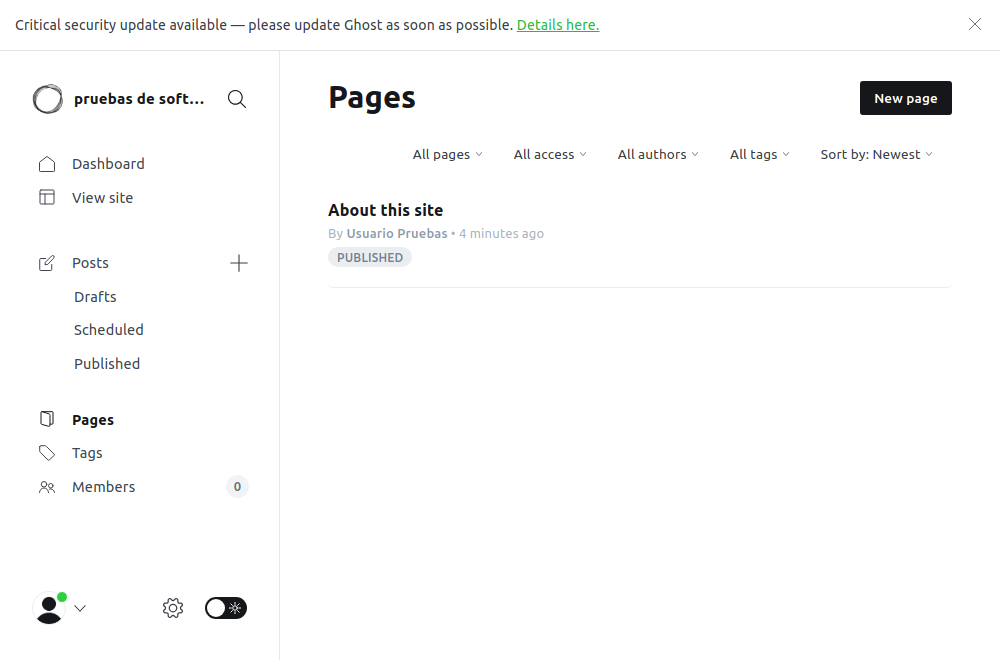 Critical security update available — please update Ghost as soon as possible. Details here.
pruebas de soft...
Dashboard
View site
Posts
Drafts
Scheduled
Published
Pages
Tags
Members 0
Pages
New page
All pages All access All authors All tags Sort by: Newest
About this site
By Usuario Pruebas • 4 minutes ago
PUBLISHED